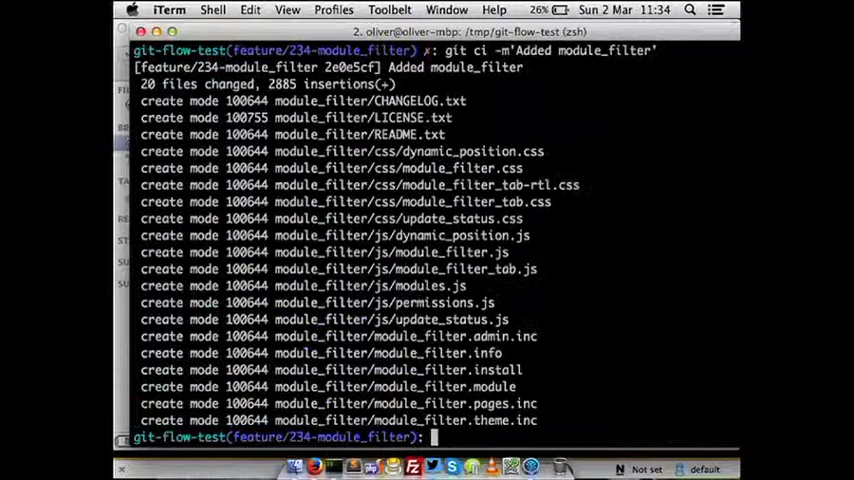 iTerm Shell Edit View Profiles Toolbelt Window Help 26% Sun 2 Mar 11:34
2. oliver@oliver-mbp: /tmp/git-flow-test (zsh)
git-flow-test(feature/234-module_filter) ✗: git ci -m'Added module_filter'
[feature/234-module_filter 2e0e5cf] Added module_filter
20 files changed, 2885 insertions(+)
create mode 100644 module_filter/CHANGELOG.txt
create mode 100755 module_filter/LICENSE.txt
create mode 100644 module_filter/README.txt
create mode 100644 module_filter/css/dynamic_position.css
create mode 100644 module_filter/css/module_filter.css
create mode 100644 module_filter/css/module_filter_tab-rtl.css
create mode 100644 module_filter/css/module_filter_tab.css
create mode 100644 module_filter/css/update_status.css
create mode 100644 module_filter/js/dynamic_position.js
create mode 100644 module_filter/js/module_filter.js
create mode 100644 module_filter/js/module_filter_tab.js
create mode 100644 module_filter/js/modules.js
create mode 100644 module_filter/js/permissions.js
create mode 100644 module_filter/js/update_status.js
create mode 100644 module_filter/module_filter.admin.inc
create mode 100644 module_filter/module_filter.info
create mode 100644 module_filter/module_filter.install
create mode 100644 module_filter/module_filter.module
create mode 100644 module_filter/module_filter.pages.inc
create mode 100644 module_filter/module_filter.theme.inc
git-flow-test(feature/234-module_filter):
N Not set default